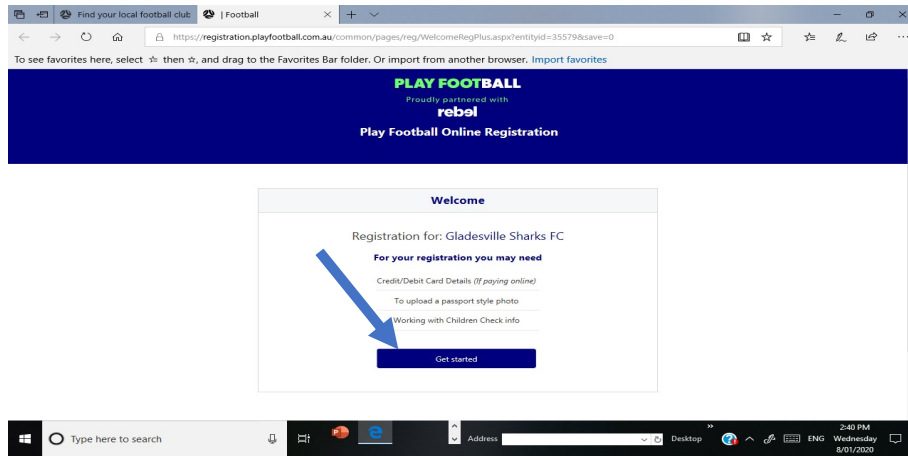 Find your local football club
| Football
https://registration.playfootball.com.au/common/pages/reg/WelcomeRegPlus.aspx?entityid=35579&save=0
To see favorites here, select then ☆, and drag to the Favorites Bar folder. Or import from another browser. Import favorites
PLAY FOOTBALL
Proudly partnered with
rebel
Play Football Online Registration
Welcome
Registration for: Gladesville Sharks FC
For your registration you may need
Credit/Debit Card Details (If paying online)
To upload a passport style photo
Working with Children Check info
Get started
Type here to search
Address
Desktop
ENG
2:40 PM
Wednesday
8/01/2020